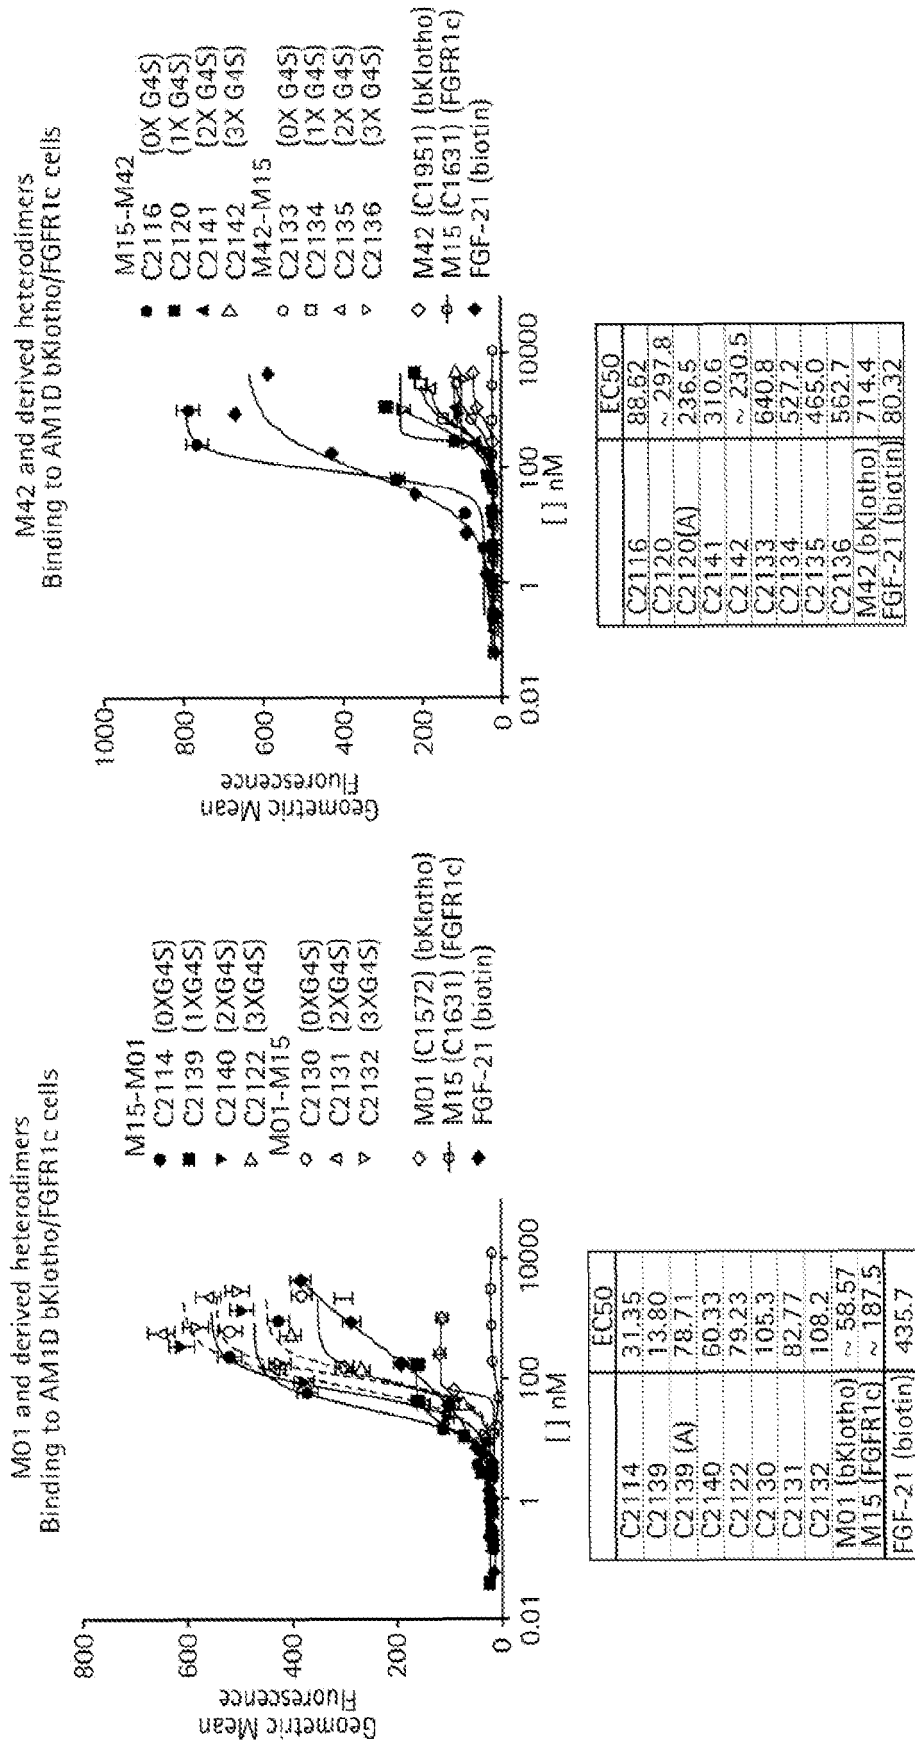 M01 and derived heterodimers
Binding to AM1D bKlotho/FGFR1c cells
Geometric Mean
Fluorescence
800
600
400
200
0
0.01
1
100
10000
[ ] nM
M15-M01
C2114 (0XG4S)
C2139 (1XG4S)
C2140 (2XG4S)
C2122 (3XG4S)
M01-M15
C2130 (0XG4S)
C2131 (2XG4S)
C2132 (3XG4S)
M01 (C1572) (bKlotho)
M15 (C1631) (FGFR1c)
FGF-21 (biotin)
EC50
C2114 31.35
C2139 13.80
C2139 (A) 78.71
C2140 60.33
C2122 79.23
C2130 105.3
C2131 82.77
C2132 108.2
M01 (bKlotho) ~ 58.57
M15 (FGFR1c) ~ 187.5
FGF-21 (biotin) 435.7
M42 and derived heterodimers
Binding to AM1D bKlotho/FGFR1c cells
Geometric Mean
Fluorescence
1000
800
600
400
200
0
0.01
1
100
10000
[ ] nM
M15-M42
C2116 (0X G4S)
C2120 (1X G4S)
C2141 (2X G4S)
C2142 (3X G4S)
M42-M15
C2133 (0X G4S)
C2134 (1X G4S)
C2135 (2X G4S)
C2136 (3X G4S)
M42 (C1951) (bKlotho)
M15 (C1631) (FGFR1c)
FGF-21 (biotin)
EC50
C2116 88.62
C2120 ~ 297.8
C2120(A) 236.5
C2141 310.6
C2142 ~ 230.5
C2133 640.8
C2134 527.2
C2135 465.0
C2136 562.7
M42 (bKlotho) 714.4
FGF-21 (biotin) 80.32